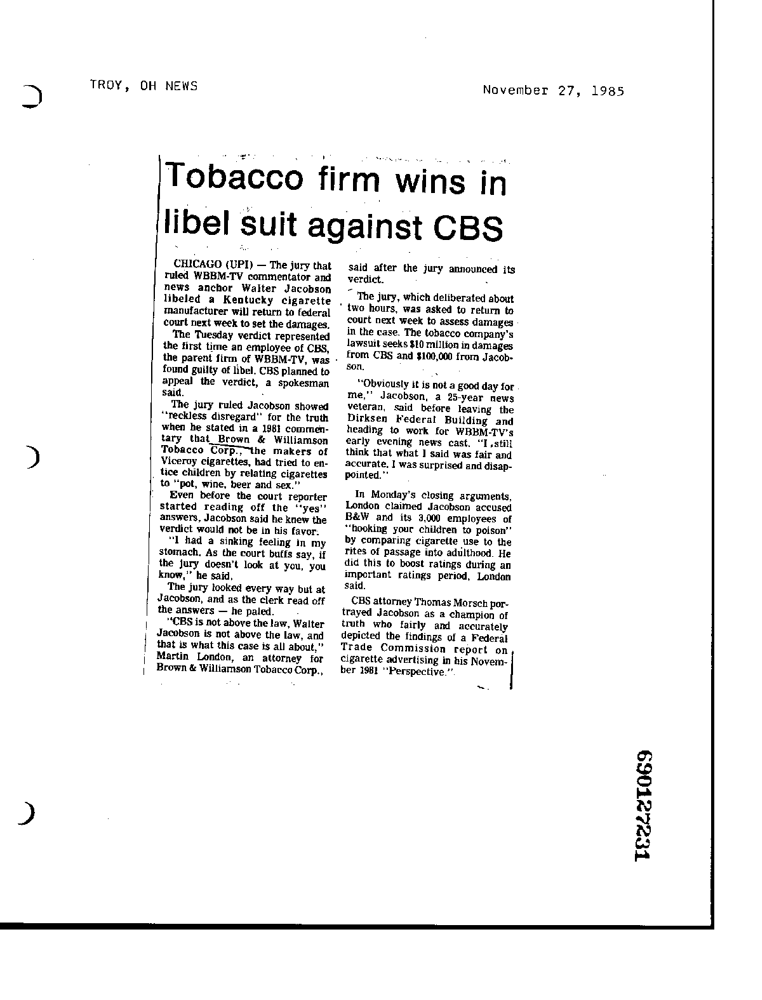 TROY, OH NEWS
November 27, 1985
Tobacco firm wins in
libel suit against CBS
CHICAGO (UPI) — The jury that
ruled WBBM-TV commentator and
news anchor Walter Jacobson
libeled a Kentucky cigarette
manufacturer will return to federal
court next week to set the damages.
The Tuesday verdict represented
the first time an employee of CBS,
the parent firm of WBBM-TV, was
found guilty of libel. CBS planned to
appeal the verdict, a spokesman
said.
The jury ruled Jacobson showed
"reckless disregard" for the truth
when he stated in a 1981 commen-
tary that Brown & Williamson
Tobacco Corp., the makers of
Viceroy cigarettes, had tried to en-
tice children by relating cigarettes
to "pot, wine, beer and sex."
Even before the court reporter
started reading off the "yes"
answers, Jacobson said he knew the
verdict would not be in his favor.
"I had a sinking feeling in my
stomach. As the court buffs say, if
the jury doesn't look at you, you
know," he said.
The jury looked every way but at
Jacobson, and as the clerk read off
the answers — he paled.
"CBS is not above the law, Walter
Jacobson is not above the law, and
that is what this case is all about,"
Martin London, an attorney for
Brown & Williamson Tobacco Corp.,
said after the jury announced its
verdict.
The jury, which deliberated about
two hours, was asked to return to
court next week to assess damages
in the case. The tobacco company's
lawsuit seeks $10 million in damages
from CBS and $100,000 from Jacob-
son.
"Obviously it is not a good day for
me," Jacobson, a 25-year news
veteran, said before leaving the
Dirksen Federal Building and
heading to work for WBBM-TV's
early evening news cast. "I still
think that what I said was fair and
accurate. I was surprised and disap-
pointed."
In Monday's closing arguments,
London claimed Jacobson accused
B&W and its 3,000 employees of
"hooking your children to poison"
by comparing cigarette use to the
rites of passage into adulthood. He
did this to boost ratings during an
important ratings period, London
said.
CBS attorney Thomas Morsch por-
trayed Jacobson as a champion of
truth who fairly and accurately
depicted the findings of a Federal
Trade Commission report on
cigarette advertising in his Novem-
ber 1981 "Perspective."
690127231